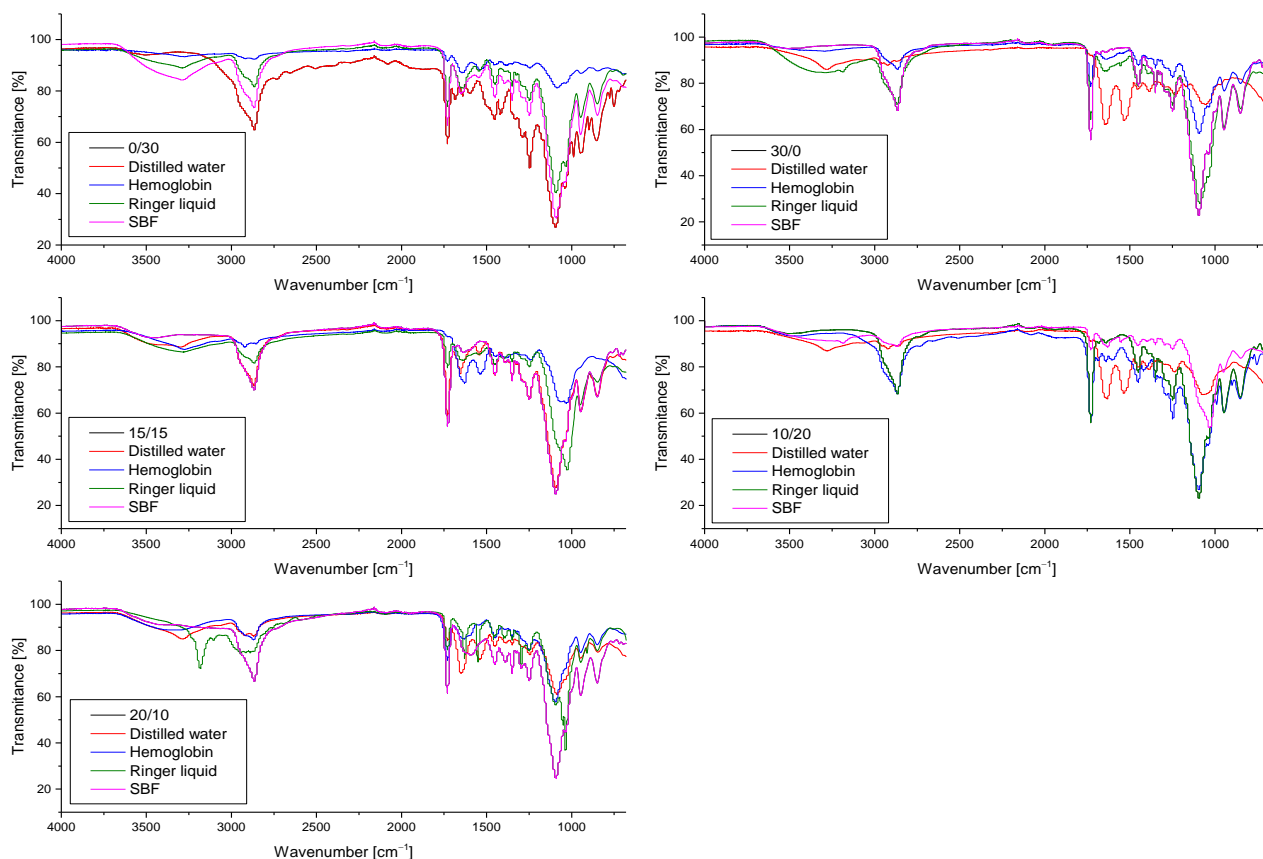 100
80
60
40
20
Transmitance [%]
0/30
Distilled water
Hemoglobin
Ringer liquid
SBF
4000 3500 3000 2500 2000 1500 1000
Wavenumber [cm⁻¹]
100
80
60
40
20
Transmitance [%]
30/0
Distilled water
Hemoglobin
Ringer liquid
SBF
4000 3500 3000 2500 2000 1500 1000
Wavenumber [cm⁻¹]
100
80
60
40
20
Transmitance [%]
15/15
Distilled water
Hemoglobin
Ringer liquid
SBF
4000 3500 3000 2500 2000 1500 1000
Wavenumber [cm⁻¹]
100
80
60
40
20
Transmitance [%]
10/20
Distilled water
Hemoglobin
Ringer liquid
SBF
4000 3500 3000 2500 2000 1500 1000
Wavenumber [cm⁻¹]
100
80
60
40
20
Transmitance [%]
20/10
Distilled water
Hemoglobin
Ringer liquid
SBF
4000 3500 3000 2500 2000 1500 1000
Wavenumber [cm⁻¹]